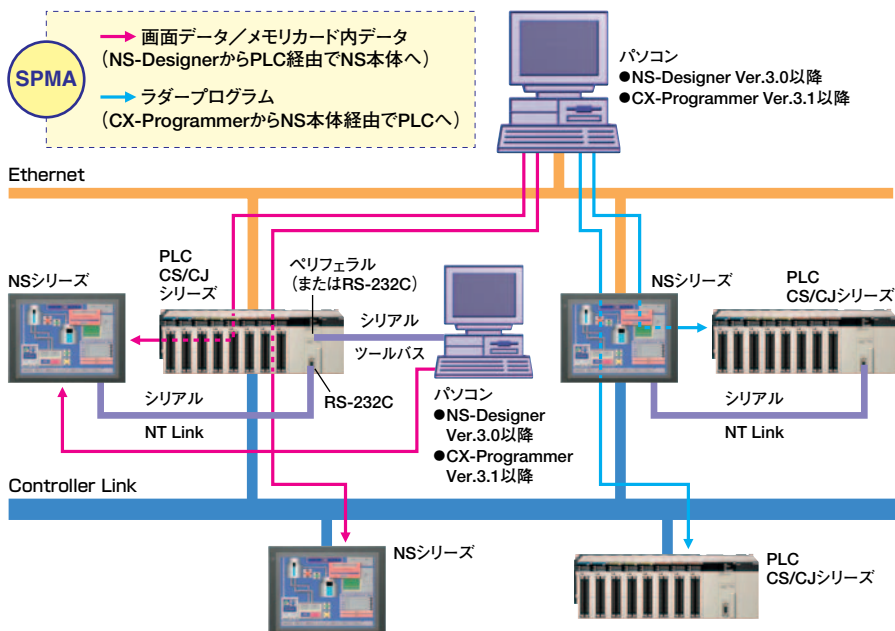 SPMA
画面データ／メモリカード内データ
(NS-DesignerからPLC経由でNS本体へ)
ラダープログラム
(CX-ProgrammerからNS本体経由でPLCへ)
パソコン
●NS-Designer Ver.3.0以降
●CX-Programmer Ver.3.1以降
Ethernet
NSシリーズ
PLC
CS/CJ
シリーズ
ペリフェラル
(またはRS-232C)
シリアル
ツールバス
RS-232C
シリアル
NT Link
パソコン
●NS-Designer
Ver.3.0以降
●CX-Programmer
Ver.3.1以降
NSシリーズ
PLC
CS/CJシリーズ
シリアル
NT Link
Controller Link
NSシリーズ
PLC
CS/CJシリーズ